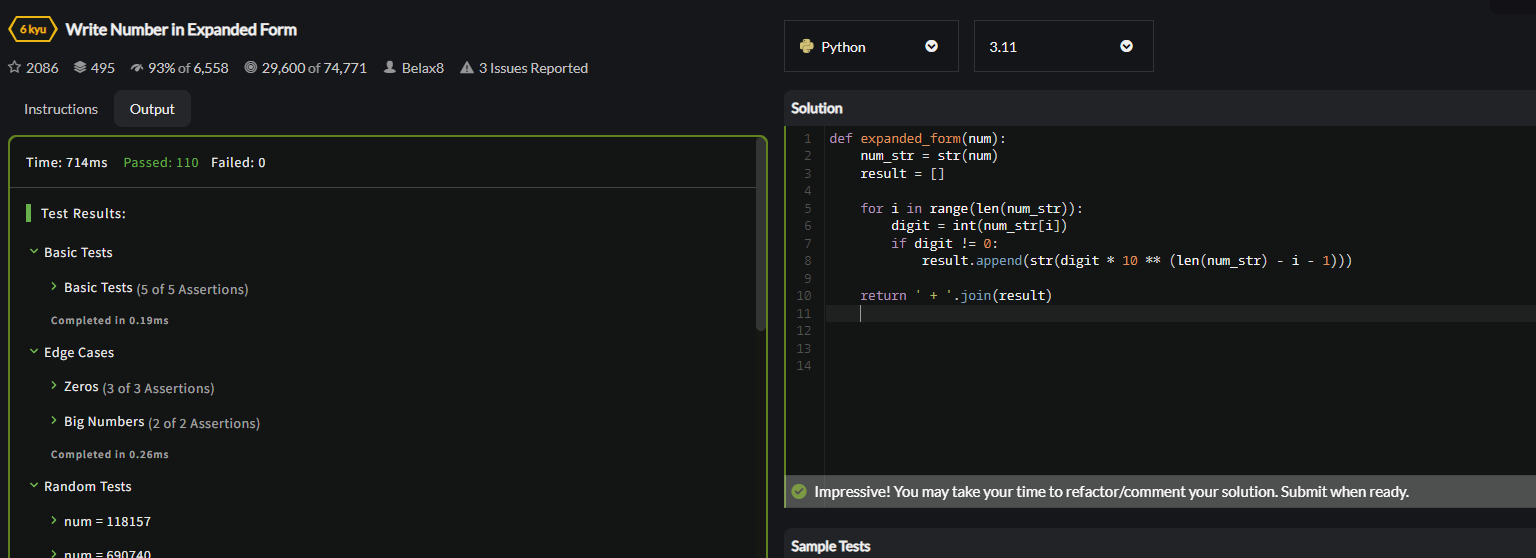 6 kyu Write Number in Expanded Form
2086 495 93% of 6,558 29,600 of 74,771 Belax8 3 Issues Reported
Instructions Output
Time: 714ms Passed: 110 Failed: 0
Test Results:
Basic Tests
Basic Tests (5 of 5 Assertions)
Completed in 0.19ms
Edge Cases
Zeros (3 of 3 Assertions)
Big Numbers (2 of 2 Assertions)
Completed in 0.26ms
Random Tests
num = 118157
num = 690740
Python 3.11
Solution
1 def expanded_form(num):
2     num_str = str(num)
3     result = []
4
5     for i in range(len(num_str)):
6         digit = int(num_str[i])
7         if digit != 0:
8             result.append(str(digit * 10 ** (len(num_str) - i - 1)))
9
10     return ' + '.join(result)
11
12
13
14
Impressive! You may take your time to refactor/comment your solution. Submit when ready.
Sample Tests